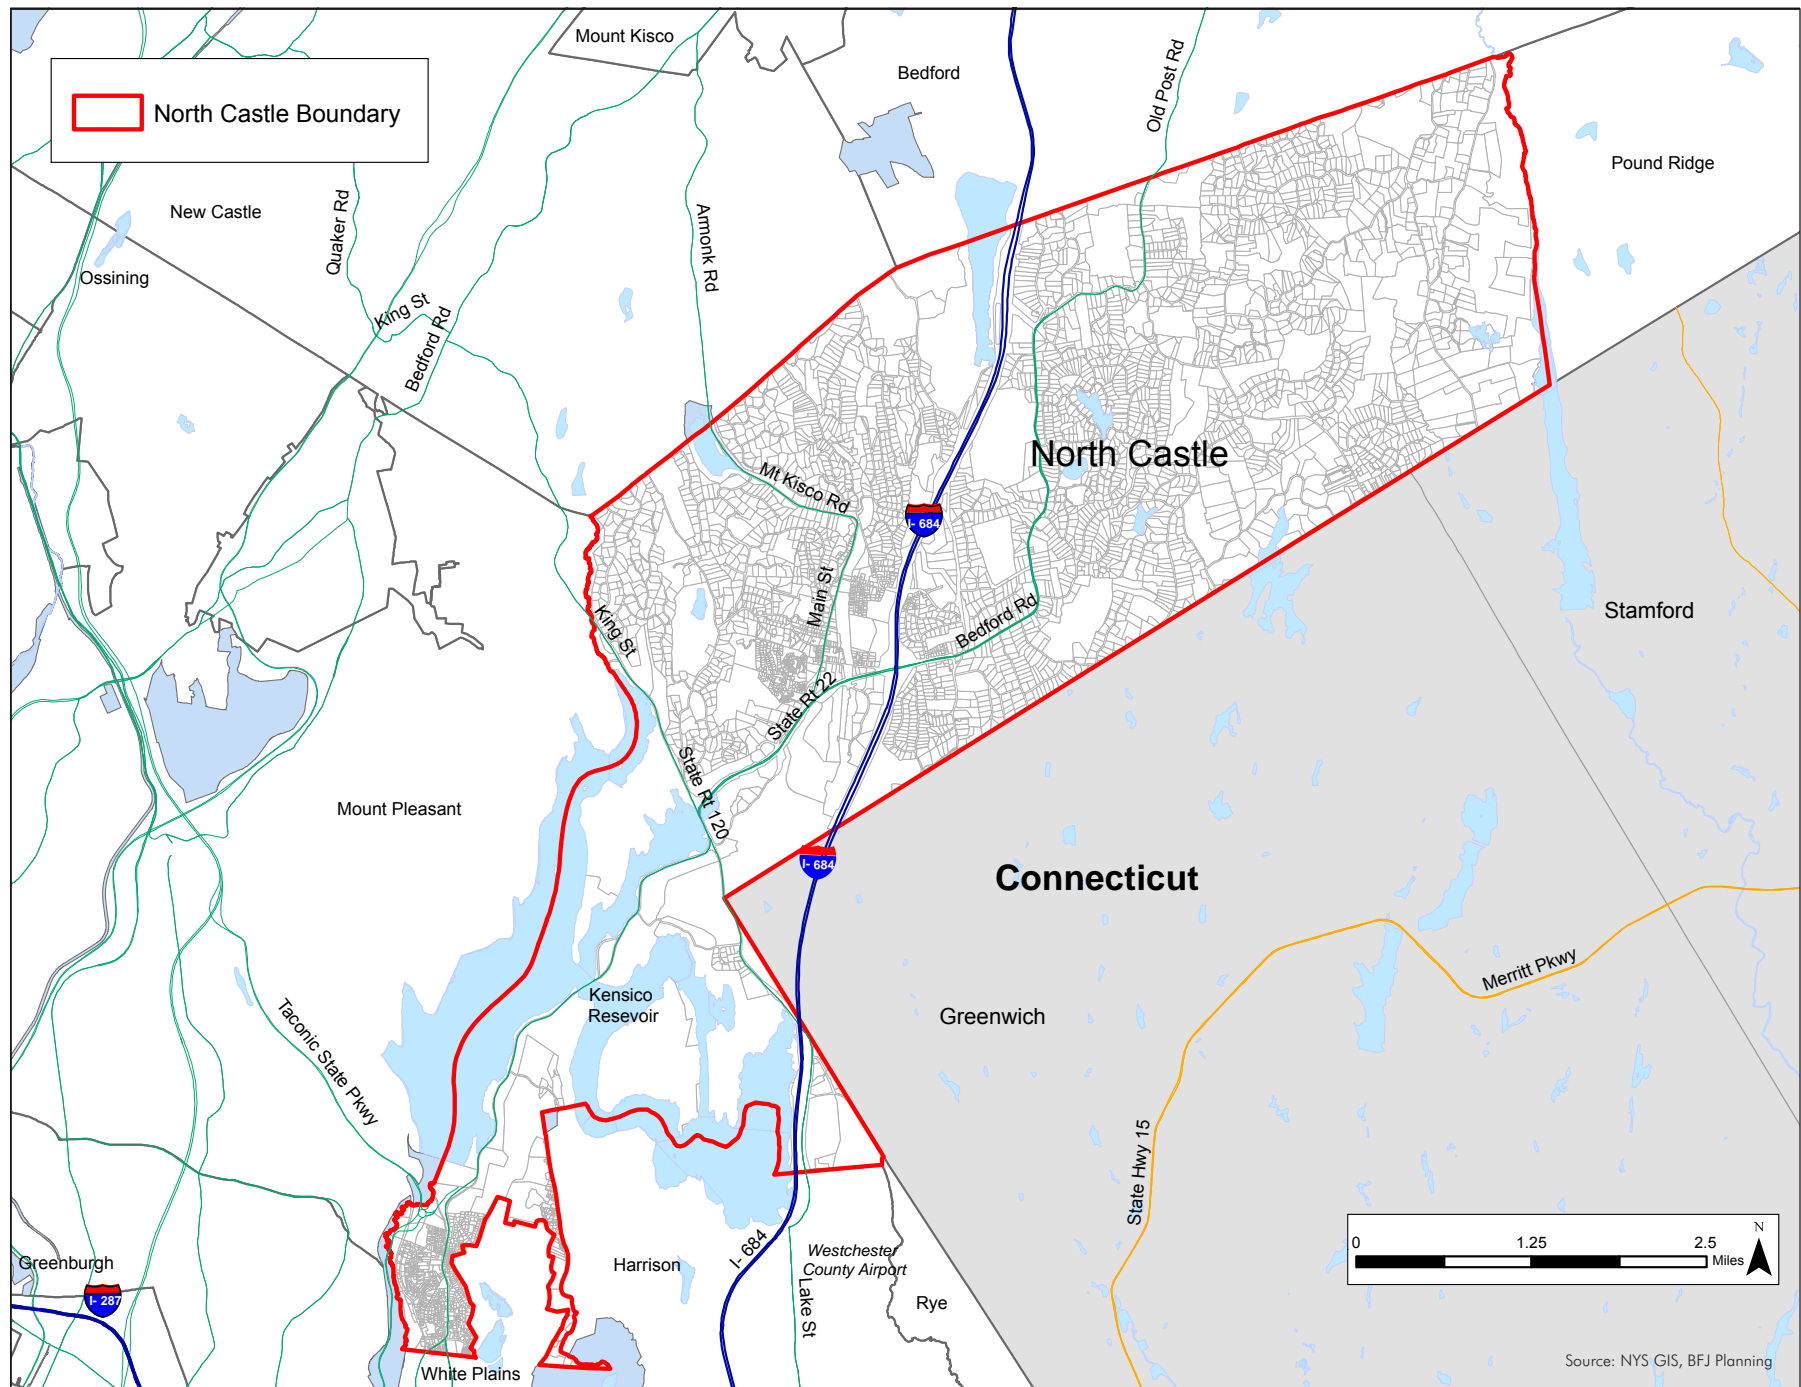 Mount Kisco
Bedford
Old Post Rd
North Castle Boundary
Pound Ridge
New Castle
Quaker Rd
Armonk Rd
Ossining
King St
Bedford Rd
North Castle
Mt Kisco Rd
I- 684
Main St
King St
Bedford Rd
Stamford
State Rt 22
State Rt 120
Mount Pleasant
I- 684
Connecticut
Merritt Pkwy
Kensico
Resevoir
Greenwich
Taconic State Pkwy
State Hwy 15
Greenburgh
I- 287
Harrison
I- 684
Westchester
County Airport
Lake St
Rye
White Plains
N
0 1.25 2.5
Miles
Source: NYS GIS, BFJ Planning